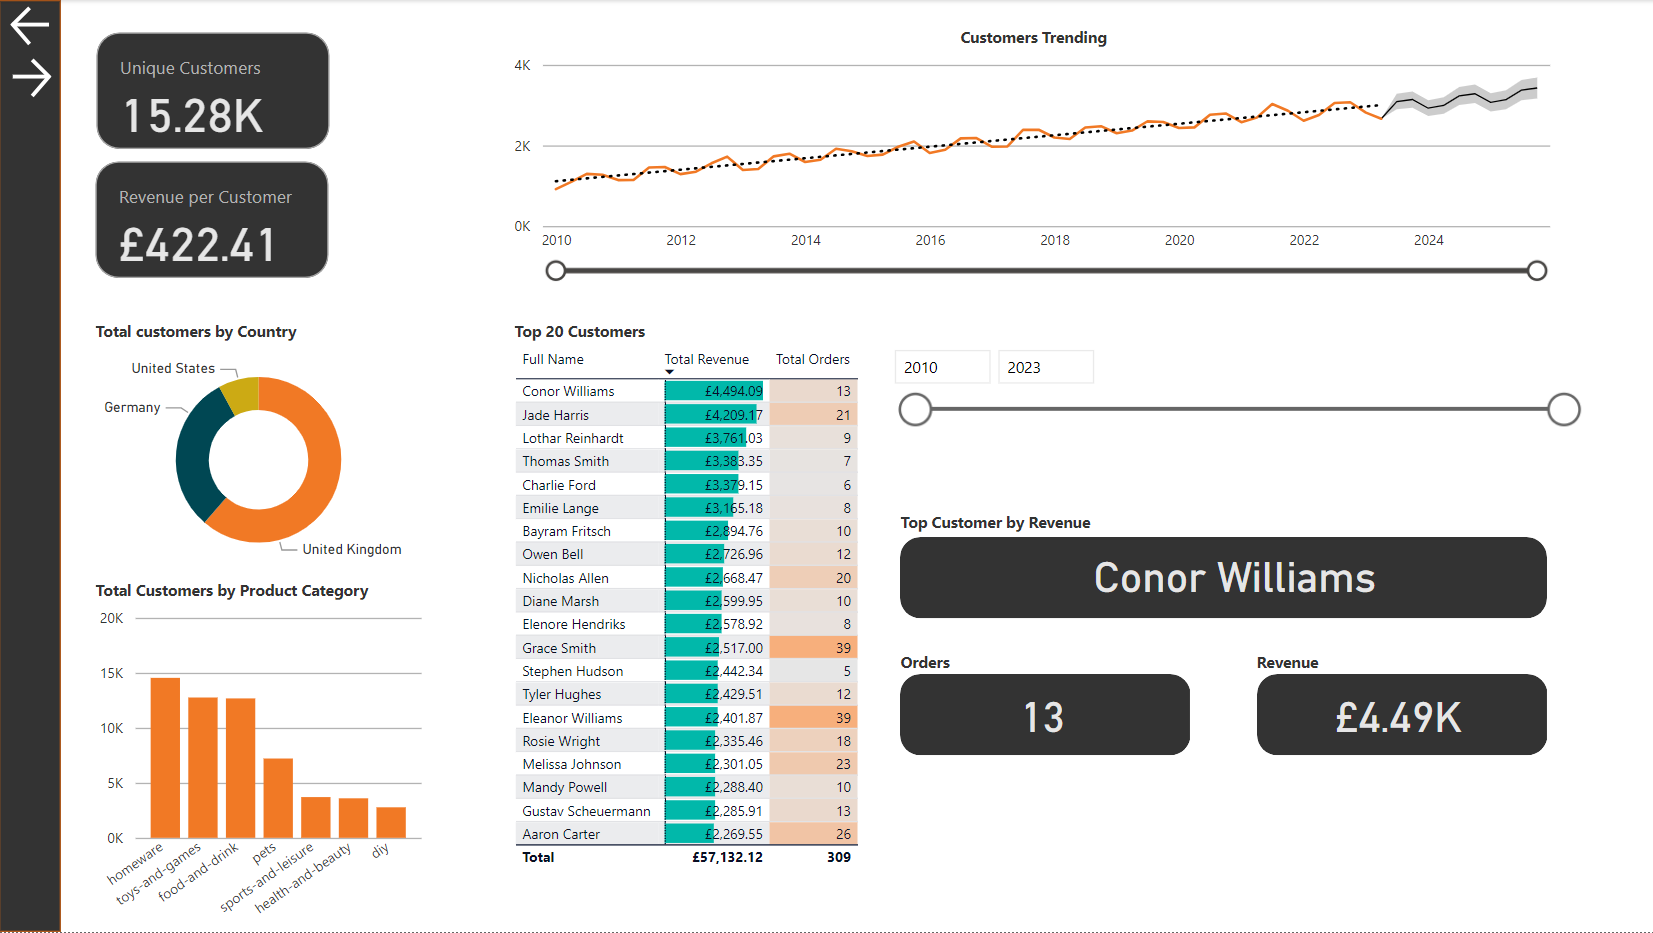 Unique Customers
15.28K
Revenue per Customer
£422.41
Customers Trending
4K
2K
0K
2010 2012 2014 2016 2018 2020 2022 2024
Total customers by Country
United States
Germany
United Kingdom
Total Customers by Product Category
20K
15K
10K
5K
0K
homeware
toys-and-games
food-and-drink
pets
sports-and-leisure
health-and-beauty
diy
Top 20 Customers
Full Name Total Revenue Total Orders
Conor Williams £4,494.09 13
Jade Harris £4,209.17 21
Lothar Reinhardt £3,761.03 9
Thomas Smith £3,383.35 7
Charlie Ford £3,379.15 6
Emilie Lange £3,165.18 8
Bayram Fritsch £2,894.76 10
Owen Bell £2,726.96 12
Nicholas Allen £2,668.47 20
Diane Marsh £2,599.95 10
Elenore Hendriks £2,578.92 8
Grace Smith £2,517.00 39
Stephen Hudson £2,442.34 5
Tyler Hughes £2,429.51 12
Eleanor Williams £2,401.87 39
Rosie Wright £2,335.46 18
Melissa Johnson £2,301.05 23
Mandy Powell £2,288.40 10
Gustav Scheuermann £2,285.91 13
Aaron Carter £2,269.55 26
Total £57,132.12 309
2010 2023
Top Customer by Revenue
Conor Williams
Orders
13
Revenue
£4.49K